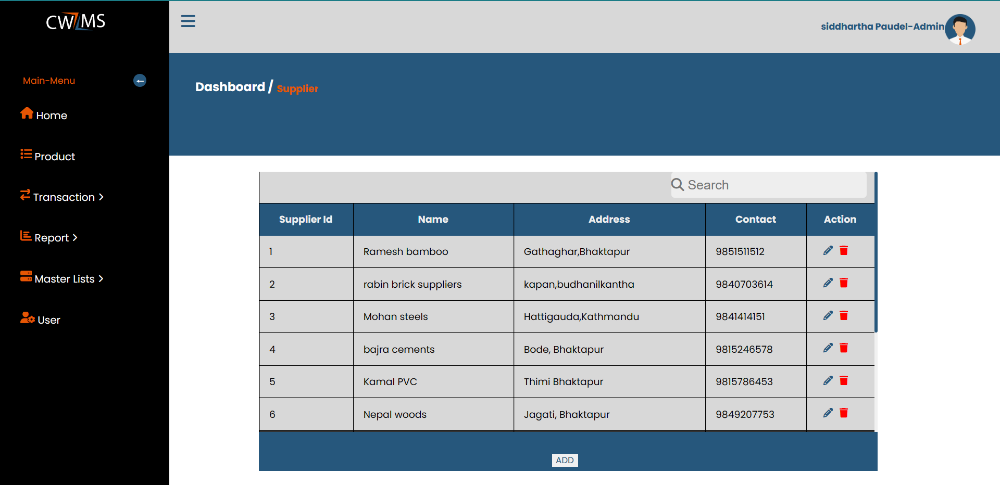 CWMS
siddhartha Paudel-Admin
Main-Menu
Home
Product
Transaction
Report
Master Lists
User
Dashboard / Supplier
Search
Supplier Id Name Address Contact Action
1 Ramesh bamboo Gathaghar,Bhaktapur 9851511512
2 rabin brick suppliers kapan,budhanilkantha 9840703614
3 Mohan steels Hattigauda,Kathmandu 9841414151
4 bajra cements Bode, Bhaktapur 9815246578
5 Kamal PVC Thimi Bhaktapur 9815786453
6 Nepal woods Jagati, Bhaktapur 9849207753
ADD